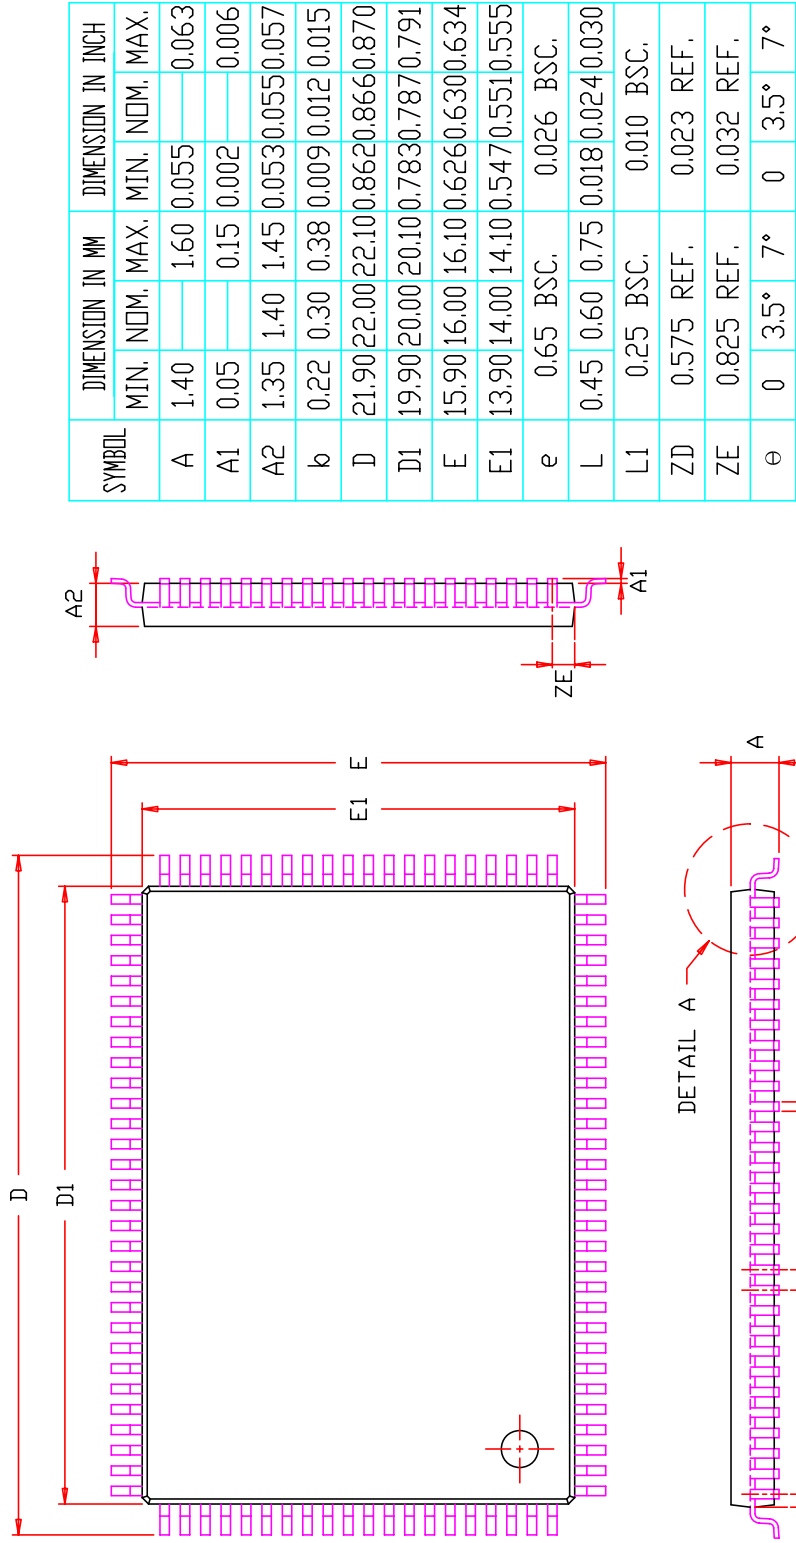 SYMBOL DIMENSION IN MM DIMENSION IN INCH
MIN. NOM. MAX. MIN. NOM. MAX.
A 1.40 1.60 0.055 0.063
A1 0.05 0.15 0.002 0.006
A2 1.35 1.40 1.45 0.053 0.055 0.057
b 0.22 0.30 0.38 0.009 0.012 0.015
D 21.90 22.00 22.10 0.862 0.866 0.870
D1 19.90 20.00 20.10 0.783 0.787 0.791
E 15.90 16.00 16.10 0.626 0.630 0.634
E1 13.90 14.00 14.10 0.547 0.551 0.555
e 0.65 BSC. 0.026 BSC.
L 0.45 0.60 0.75 0.018 0.024 0.030
L1 0.25 BSC. 0.010 BSC.
ZD 0.575 REF. 0.023 REF.
ZE 0.825 REF. 0.032 REF.
θ 0 3.5° 7° 0 3.5° 7°
A2
A1
ZE
D
D1
E
E1
DETAIL A
A